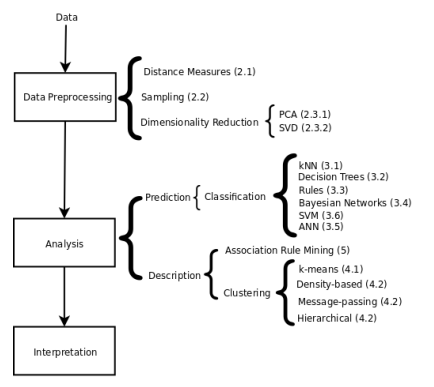 Data
Data Preprocessing
Distance Measures (2.1)
Sampling (2.2)
Dimensionality Reduction
PCA (2.3.1)
SVD (2.3.2)
Analysis
Prediction
Classification
kNN (3.1)
Decision Trees (3.2)
Rules (3.3)
Bayesian Networks (3.4)
SVM (3.6)
ANN (3.5)
Description
Association Rule Mining (5)
Clustering
k-means (4.1)
Density-based (4.2)
Message-passing (4.2)
Hierarchical (4.2)
Interpretation